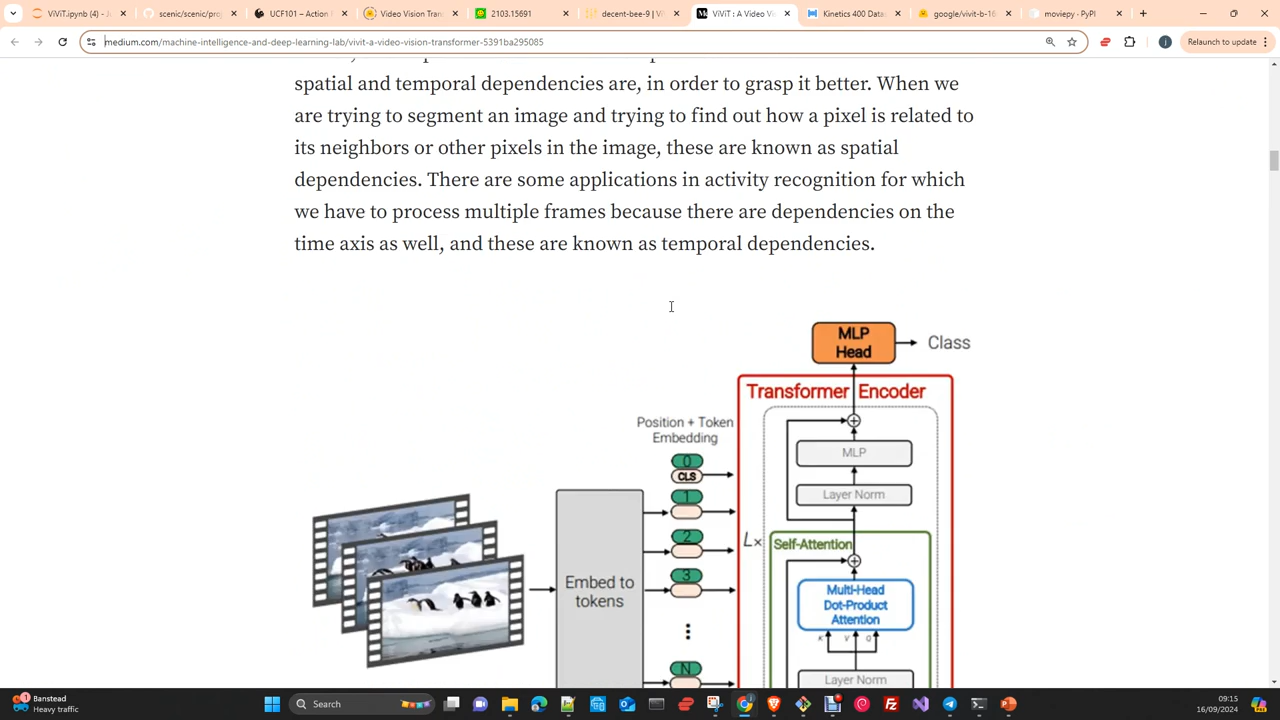 ViViT.ipynb (4) - J
scenic/scenic/proj
UCF101 – Action R
Video Vision Trans
2103.15691
decent-bee-9 | V
ViViT ; A Video Vi
Kinetics 400 Datas
google/vivit-b-16
moviepy · PyPI
medium.com/machine-intelligence-and-deep-learning-lab/vivit-a-video-vision-transformer-5391ba295085
Relaunch to update
spatial and temporal dependencies are, in order to grasp it better. When we
are trying to segment an image and trying to find out how a pixel is related to
its neighbors or other pixels in the image, these are known as spatial
dependencies. There are some applications in activity recognition for which
we have to process multiple frames because there are dependencies on the
time axis as well, and these are known as temporal dependencies.
MLP
Head
Class
Transformer Encoder
Position + Token
Embedding
0
CLS
MLP
1
Layer Norm
2
L×
Self-Attention
3
Embed to
tokens
Multi-Head
Dot-Product
Attention
K V Q
N
Layer Norm
1
Banstead
Heavy traffic
Search
09:15
16/09/2024